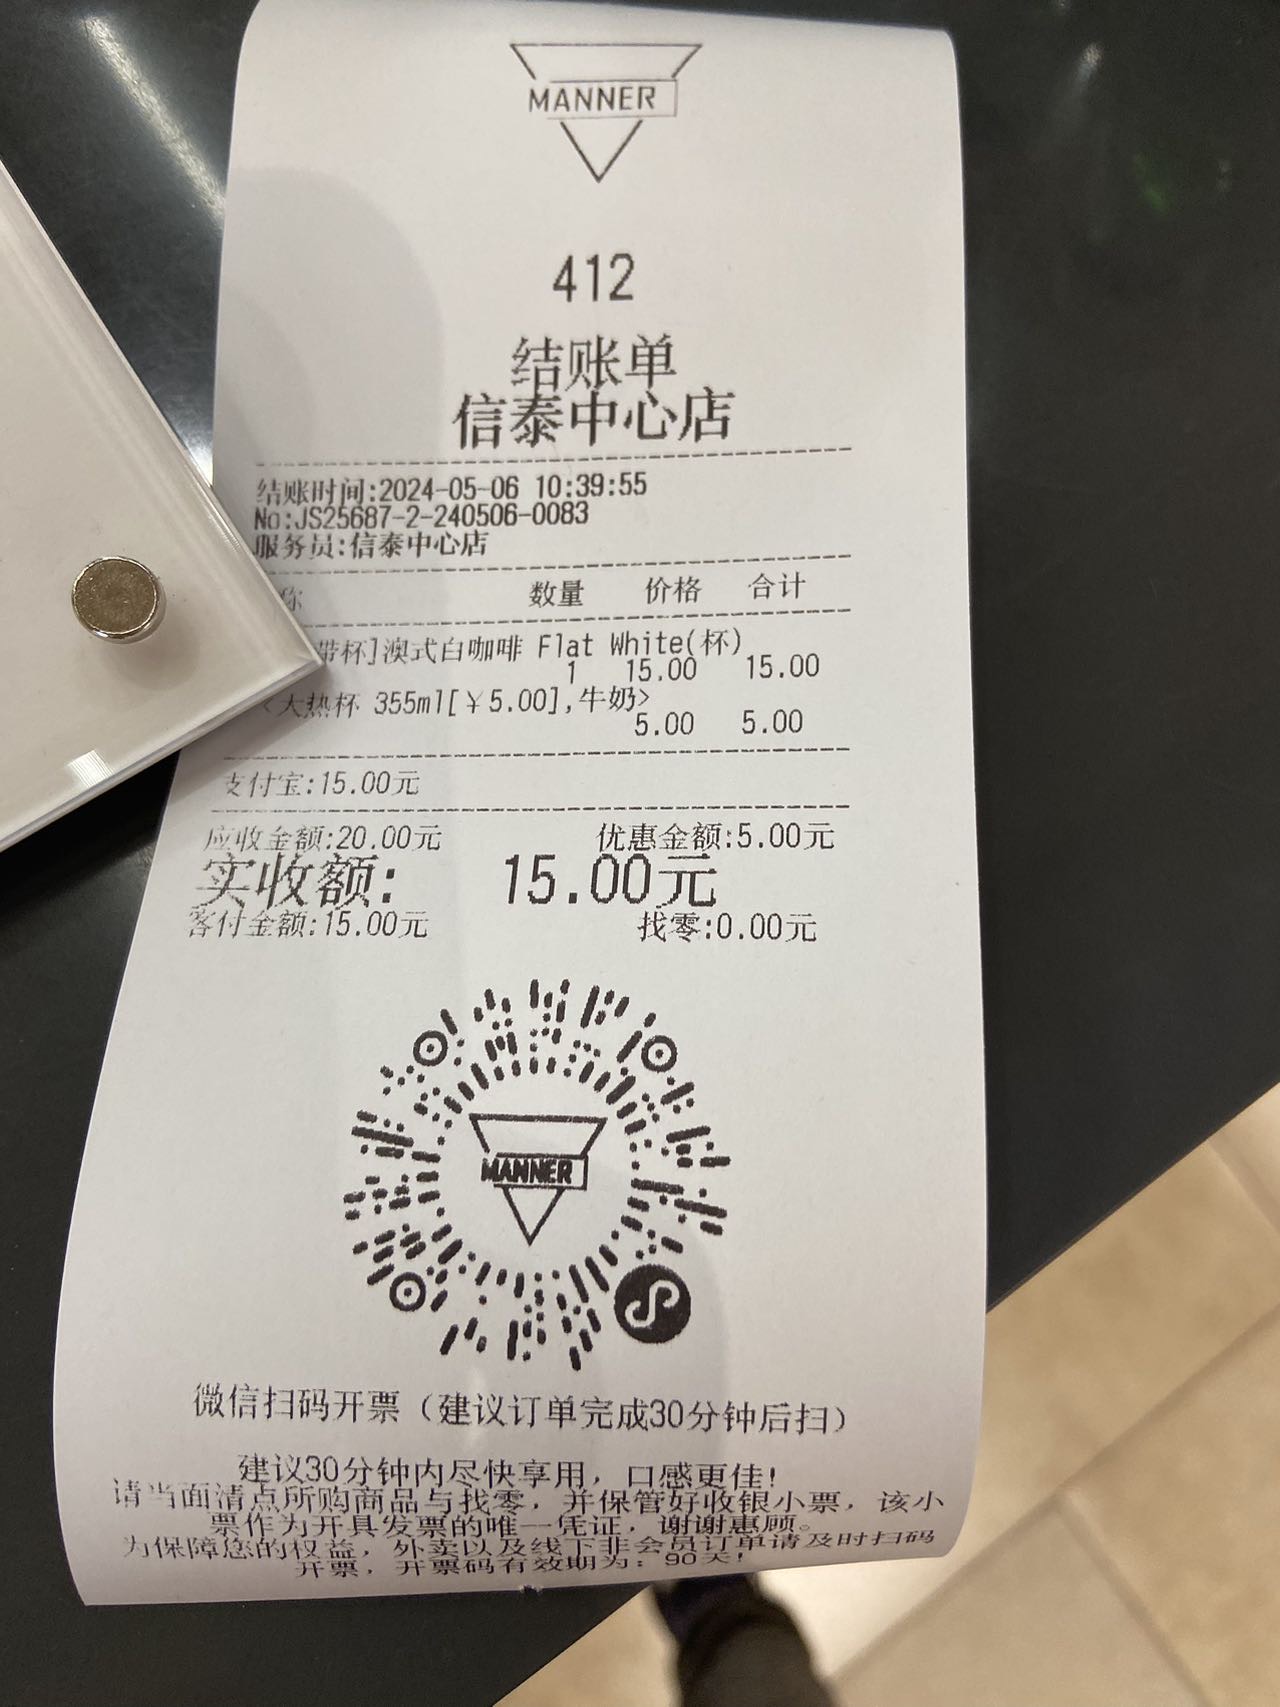 MANNER
412
结账单
信泰中心店
结账时间:2024-05-06 10:39:55
No:JS25687-2-240506-0083
服务员:信泰中心店
称 数量 价格 合计
带杯]澳式白咖啡 Flat White(杯)
1 15.00 15.00
<大热杯 355ml[￥5.00],牛奶>
5.00 5.00
支付宝:15.00元
应收金额:20.00元 优惠金额:5.00元
实收额: 15.00元
客付金额:15.00元 找零:0.00元
MANNER
微信扫码开票（建议订单完成30分钟后扫）
建议30分钟内尽快享用，口感更佳!
请当面清点所购商品与找零，并保管好收银小票，该小
票作为开具发票的唯一凭证，谢谢惠顾。
为保障您的权益，外卖以及线下非会员订单请及时扫码
开票，开票码有效期为：90天!